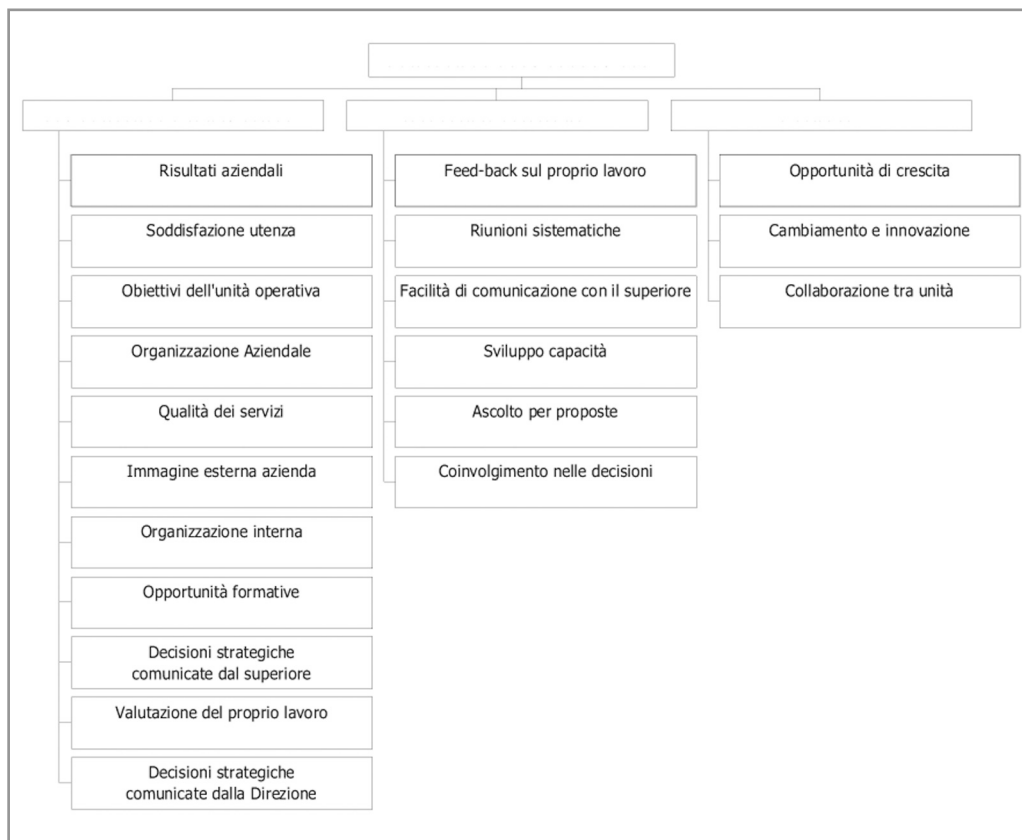 Risultati aziendali
Soddisfazione utenza
Obiettivi dell'unità operativa
Organizzazione Aziendale
Qualità dei servizi
Immagine esterna azienda
Organizzazione interna
Opportunità formative
Decisioni strategiche
comunicate dal superiore
Valutazione del proprio lavoro
Decisioni strategiche
comunicate dalla Direzione
Feed-back sul proprio lavoro
Riunioni sistematiche
Facilità di comunicazione con il superiore
Sviluppo capacità
Ascolto per proposte
Coinvolgimento nelle decisioni
Opportunità di crescita
Cambiamento e innovazione
Collaborazione tra unità